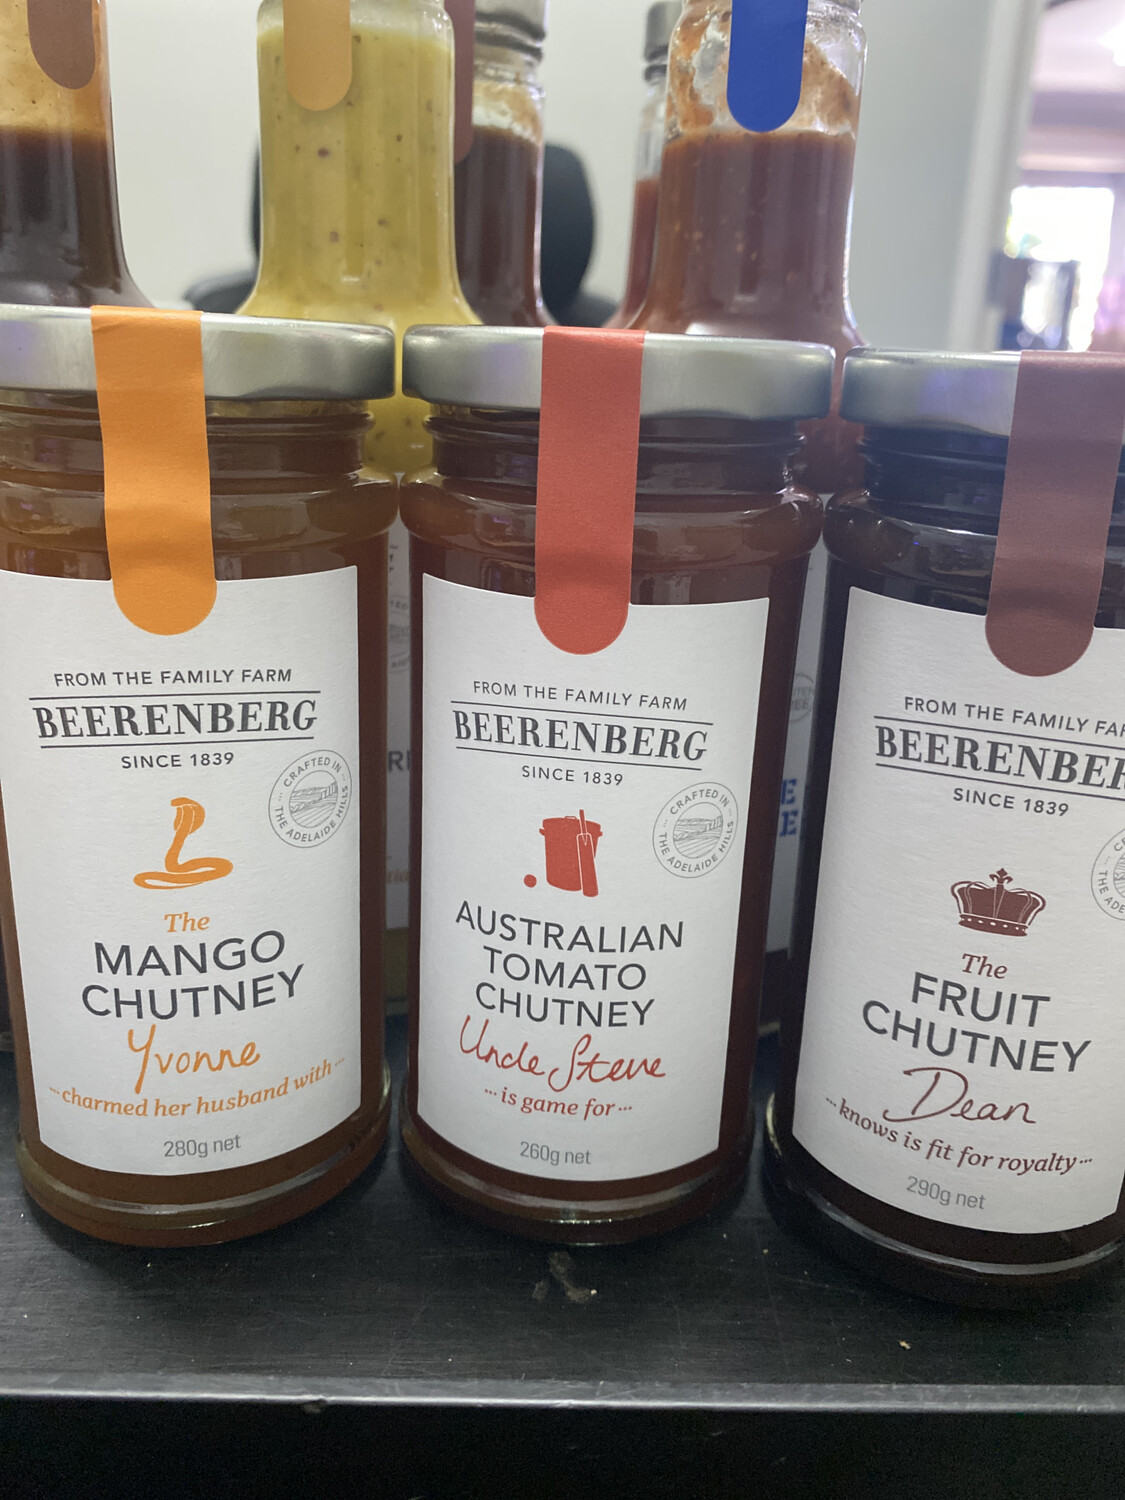 FROM THE FAMILY FARM
BEERENBERG
SINCE 1839
CRAFTED IN
THE ADELAIDE HILLS
The
MANGO
CHUTNEY
Yvonne
...charmed her husband with...
280g net
FROM THE FAMILY FARM
BEERENBERG
SINCE 1839
CRAFTED IN
THE ADELAIDE HILLS
AUSTRALIAN
TOMATO
CHUTNEY
Uncle Steve
...is game for...
260g net
FROM THE FAMILY FAR
BEERENBER
SINCE 1839
The
FRUIT
CHUTNEY
Dean
...knows is fit for royalty...
290g net